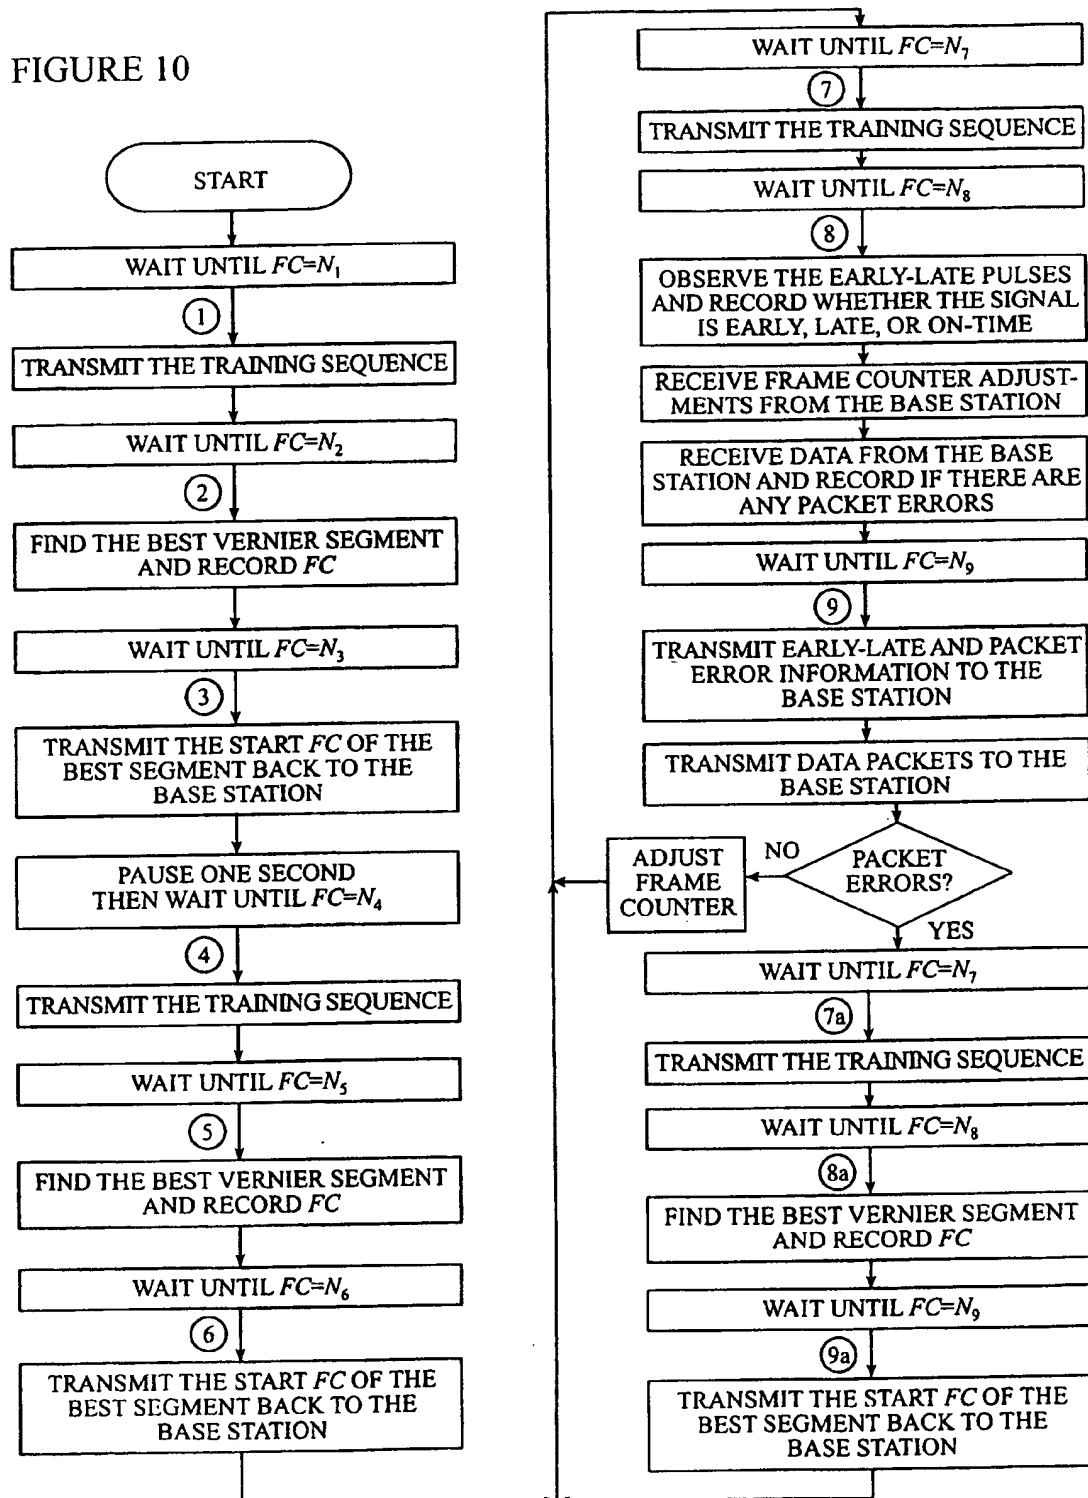 FIGURE 10
START
WAIT UNTIL FC=N₁
①
TRANSMIT THE TRAINING SEQUENCE
WAIT UNTIL FC=N₂
②
FIND THE BEST VERNIER SEGMENT
AND RECORD FC
WAIT UNTIL FC=N₃
③
TRANSMIT THE START FC OF THE
BEST SEGMENT BACK TO THE
BASE STATION
PAUSE ONE SECOND
THEN WAIT UNTIL FC=N₄
④
TRANSMIT THE TRAINING SEQUENCE
WAIT UNTIL FC=N₅
⑤
FIND THE BEST VERNIER SEGMENT
AND RECORD FC
WAIT UNTIL FC=N₆
⑥
TRANSMIT THE START FC OF THE
BEST SEGMENT BACK TO THE
BASE STATION
WAIT UNTIL FC=N₇
⑦
TRANSMIT THE TRAINING SEQUENCE
WAIT UNTIL FC=N₈
⑧
OBSERVE THE EARLY-LATE PULSES
AND RECORD WHETHER THE SIGNAL
IS EARLY, LATE, OR ON-TIME
RECEIVE FRAME COUNTER ADJUST-
MENTS FROM THE BASE STATION
RECEIVE DATA FROM THE BASE
STATION AND RECORD IF THERE ARE
ANY PACKET ERRORS
WAIT UNTIL FC=N₉
⑨
TRANSMIT EARLY-LATE AND PACKET
ERROR INFORMATION TO THE
BASE STATION
TRANSMIT DATA PACKETS TO THE
BASE STATION
PACKET
ERRORS?
NO
ADJUST
FRAME
COUNTER
YES
WAIT UNTIL FC=N₇
7a
TRANSMIT THE TRAINING SEQUENCE
WAIT UNTIL FC=N₈
8a
FIND THE BEST VERNIER SEGMENT
AND RECORD FC
WAIT UNTIL FC=N₉
9a
TRANSMIT THE START FC OF THE
BEST SEGMENT BACK TO THE
BASE STATION